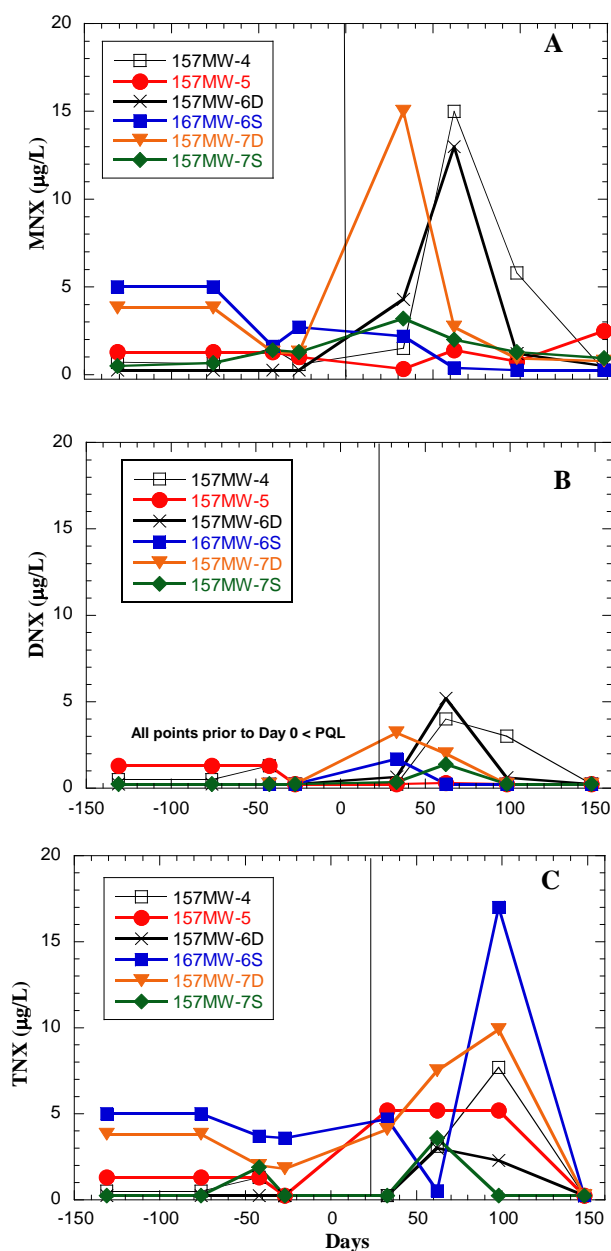 A
20
15
10
5
0
MNX (µg/L)
157MW-4
157MW-5
157MW-6D
167MW-6S
157MW-7D
157MW-7S
B
20
15
10
5
0
DNX (µg/L)
157MW-4
157MW-5
157MW-6D
167MW-6S
157MW-7D
157MW-7S
All points prior to Day 0 < PQL
-150 -100 -50 0 50 100 150
C
20
15
10
5
0
TNX (µg/L)
157MW-4
157MW-5
157MW-6D
167MW-6S
157MW-7D
157MW-7S
-150 -100 -50 0 50 100 150
Days